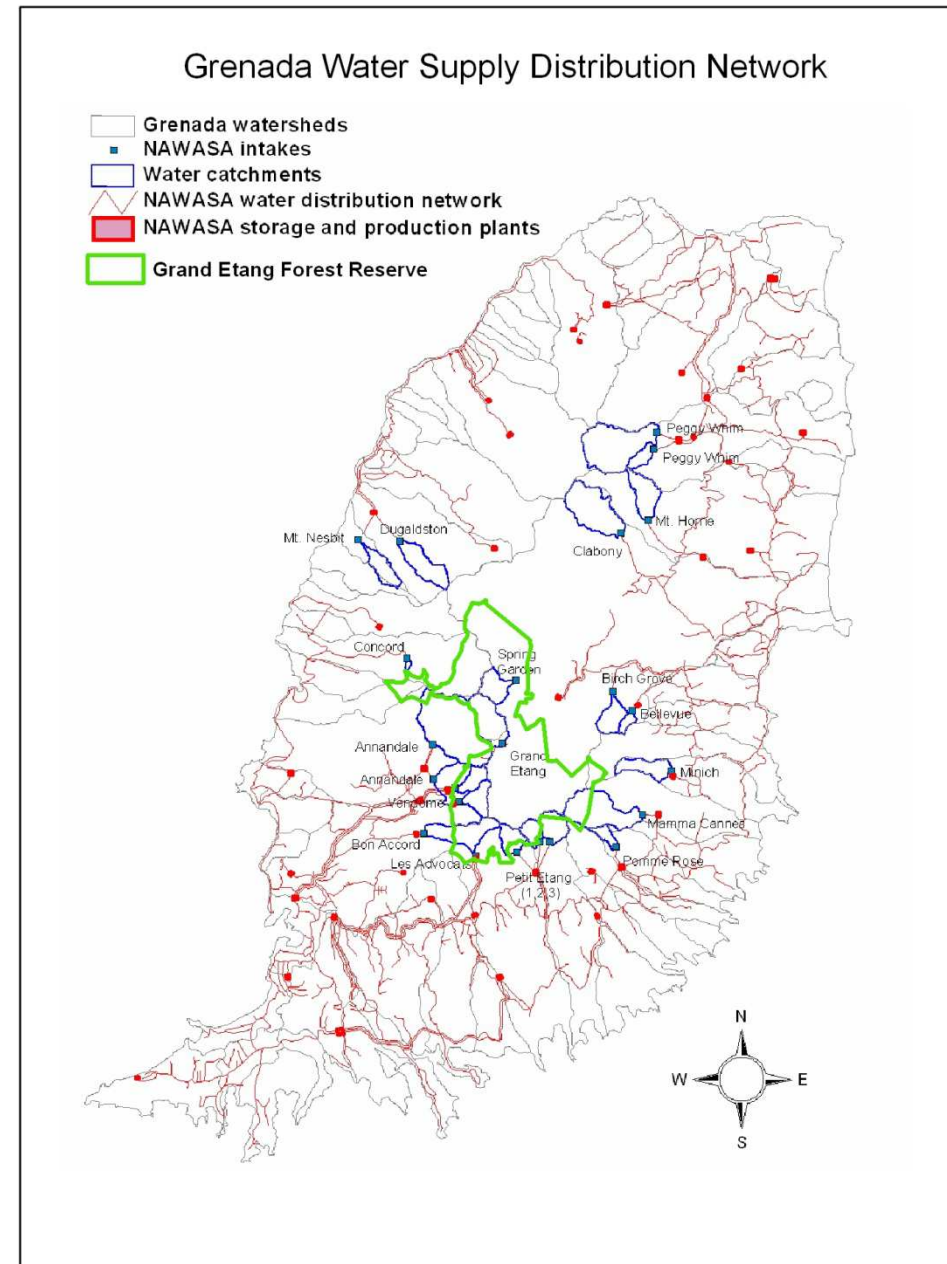 Grenada Water Supply Distribution Network
Grenada watersheds
NAWASA intakes
Water catchments
NAWASA water distribution network
NAWASA storage and production plants
Grand Etang Forest Reserve
Peggy Whim
Peggy Whim
Mt. Horne
Clabony
Mt. Nesbit
Dugaldston
Concord
Spring
Garden
Birch Grove
Bellevue
Annandale
Grand
Etang
Annandale
Minich
Vendome
Mamma Cannes
Bon Accord
Les Advocats
Petit Etang
(1,2,3)
Pomme Rose
N
W
E
S